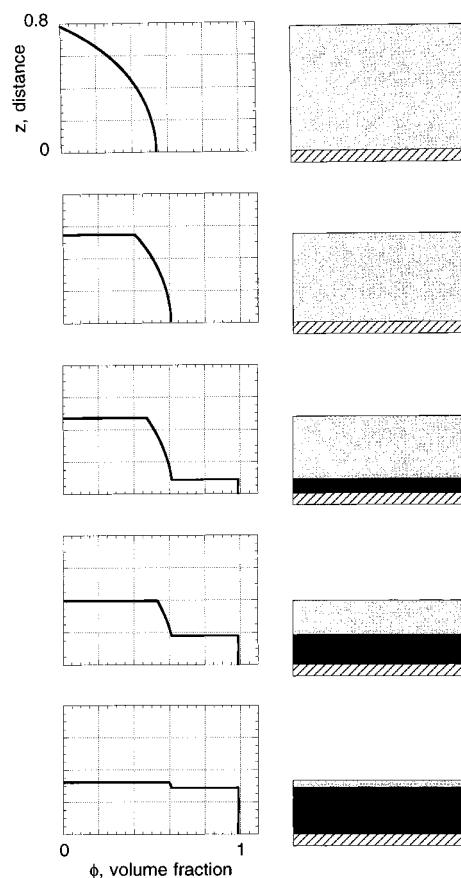 0.8
z, distance
0
0 1
ϕ, volume fraction